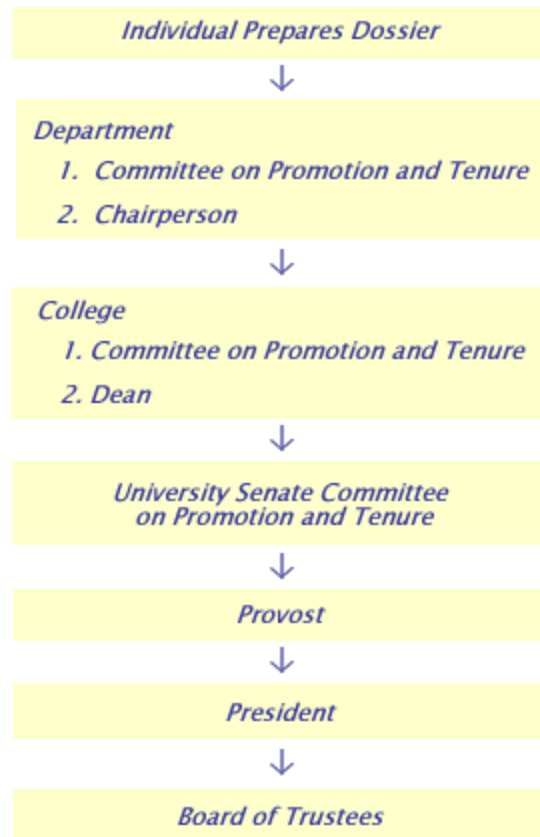 Individual Prepares Dossier
Department
1. Committee on Promotion and Tenure
2. Chairperson
College
1. Committee on Promotion and Tenure
2. Dean
University Senate Committee
on Promotion and Tenure
Provost
President
Board of Trustees